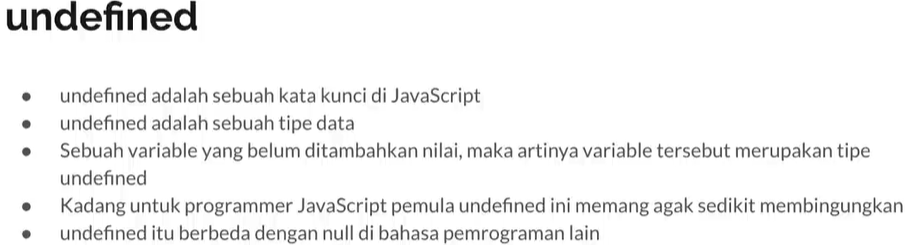 undefined
● undefined adalah sebuah kata kunci di JavaScript
● undefined adalah sebuah tipe data
● Sebuah variable yang belum ditambahkan nilai, maka artinya variable tersebut merupakan tipe
undefined
● Kadang untuk programmer JavaScript pemula undefined ini memang agak sedikit membingungkan
● undefined itu berbeda dengan null di bahasa pemrograman lain